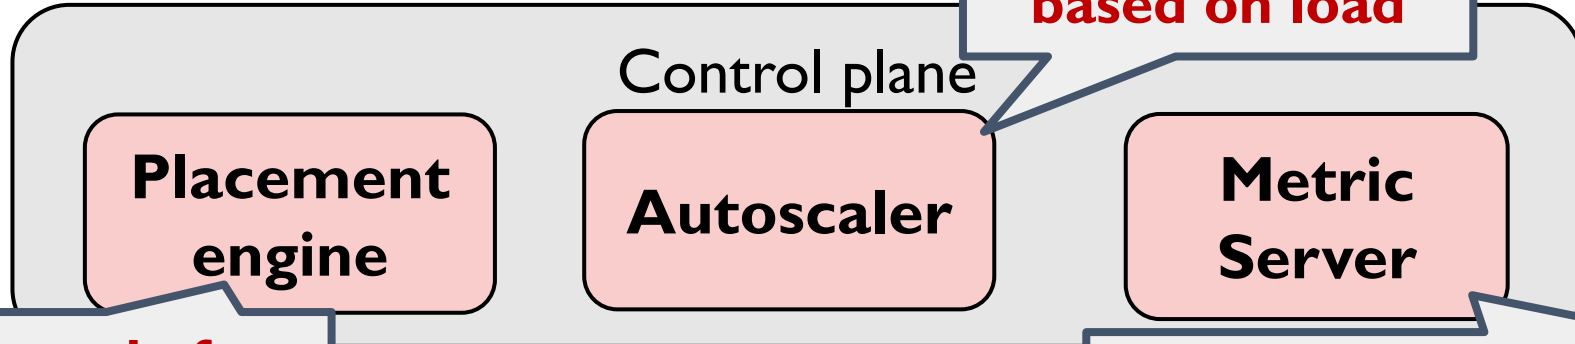 based on load
Control plane
Placement
engine
Autoscaler
Metric
Server